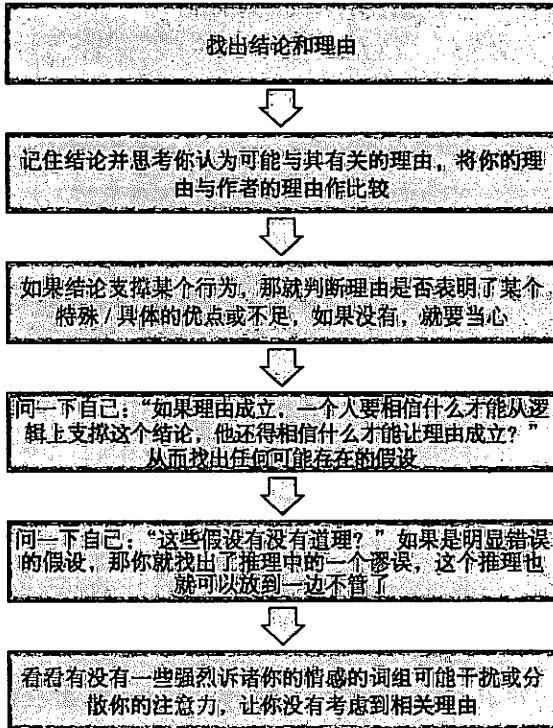 找出结论和理由
记住结论并思考你认为可能与其有关的理由，将你的理
由与作者的理由作比较
如果结论支撑某个行为，那就判断理由是否表明了某个
特殊/具体的优点或不足，如果没有，就要当心
问一下自己：“如果理由成立，一个人要相信什么才能从逻
辑上支撑这个结论，他还得相信什么才能让理由成立？”
从而找出任何可能存在的假设
问一下自己：“这些假设有没有道理？”如果是明显错误
的假设，那你就找出了推理中的一个谬误，这个推理也
就可以放到一边不管了
看看有没有一些强烈诉诸你的情感的词组可能干扰或分
散你的注意力，让你没有考虑到相关理由